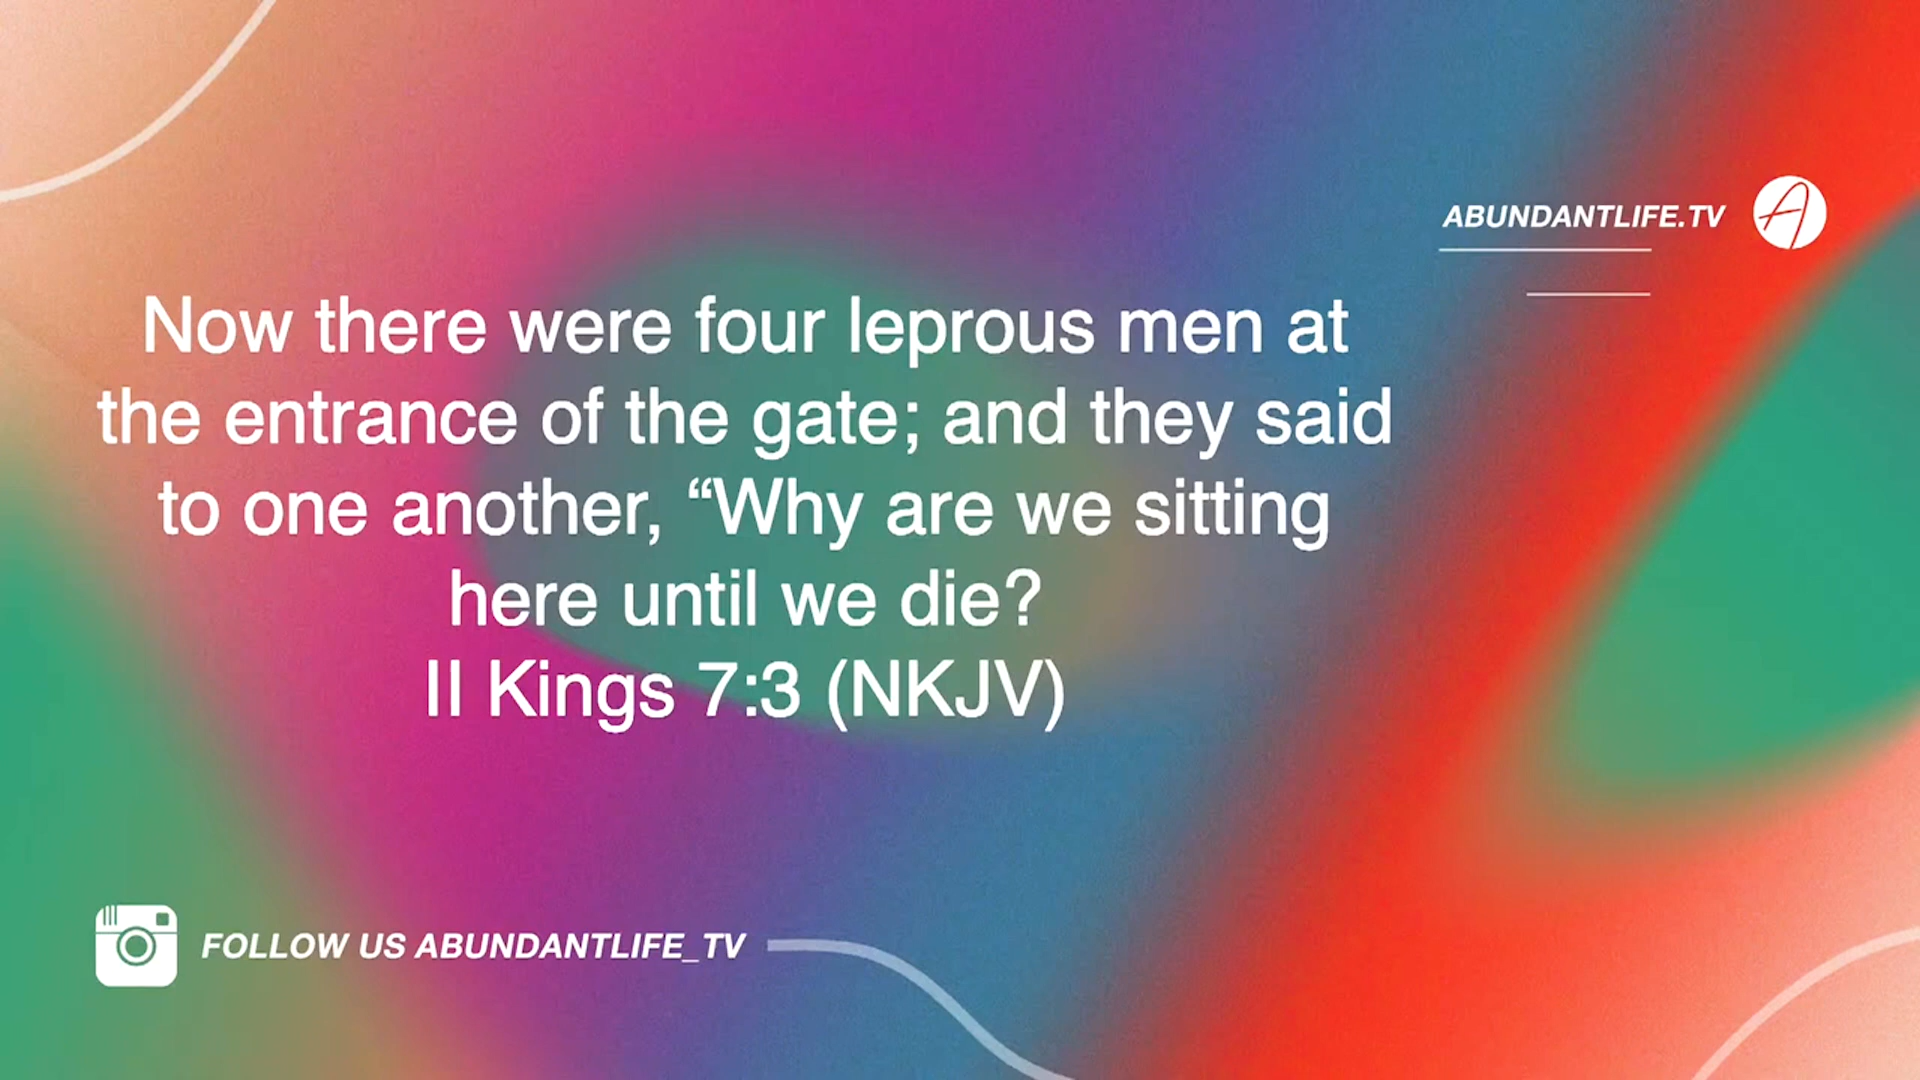 ABUNDANTLIFE.TV
Now there were four leprous men at
the entrance of the gate; and they said
to one another, “Why are we sitting
here until we die?
II Kings 7:3 (NKJV)
FOLLOW US ABUNDANTLIFE_TV